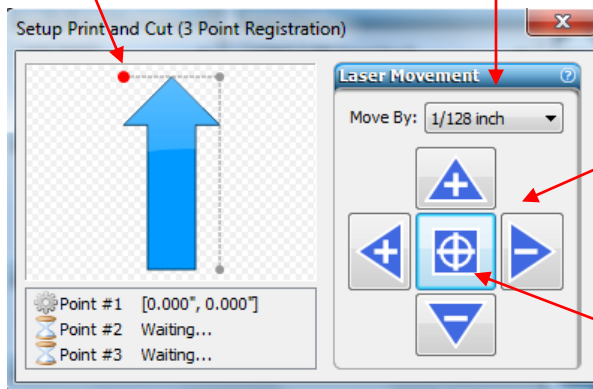 Setup Print and Cut (3 Point Registration)
Laser Movement ?
Move By: 1/128 inch
Point #1 [0.000", 0.000"]
Point #2 Waiting...
Point #3 Waiting...